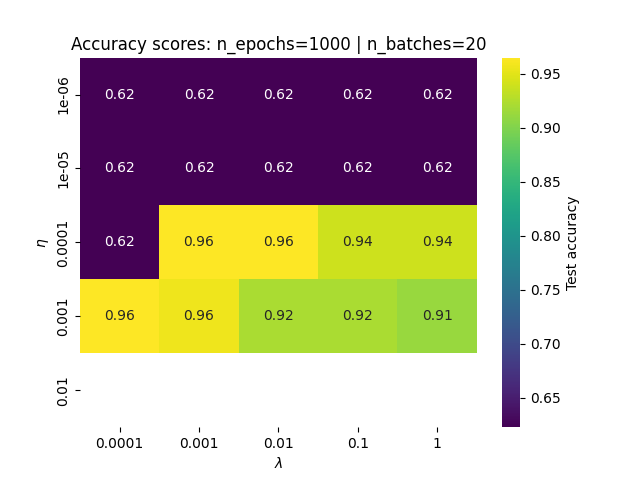 Accuracy scores: n_epochs=1000 | n_batches=20
1e-06 0.62 0.62 0.62 0.62 0.62
1e-05 0.62 0.62 0.62 0.62 0.62
0.0001 0.62 0.96 0.96 0.94 0.94
0.001 0.96 0.96 0.92 0.92 0.91
0.01
η
0.0001 0.001 0.01 0.1 1
λ
0.95
0.90
0.85
0.80
0.75
0.70
0.65
Test accuracy